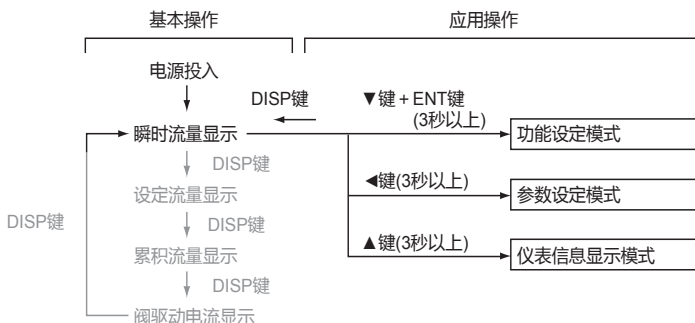 基本操作
应用操作
电源投入
DISP键
▼键 + ENT键
(3秒以上)
瞬时流量显示
功能设定模式
DISP键
设定流量显示
◀键(3秒以上)
参数设定模式
DISP键
DISP键
累积流量显示
▲键(3秒以上)
仪表信息显示模式
DISP键
阀驱动电流显示